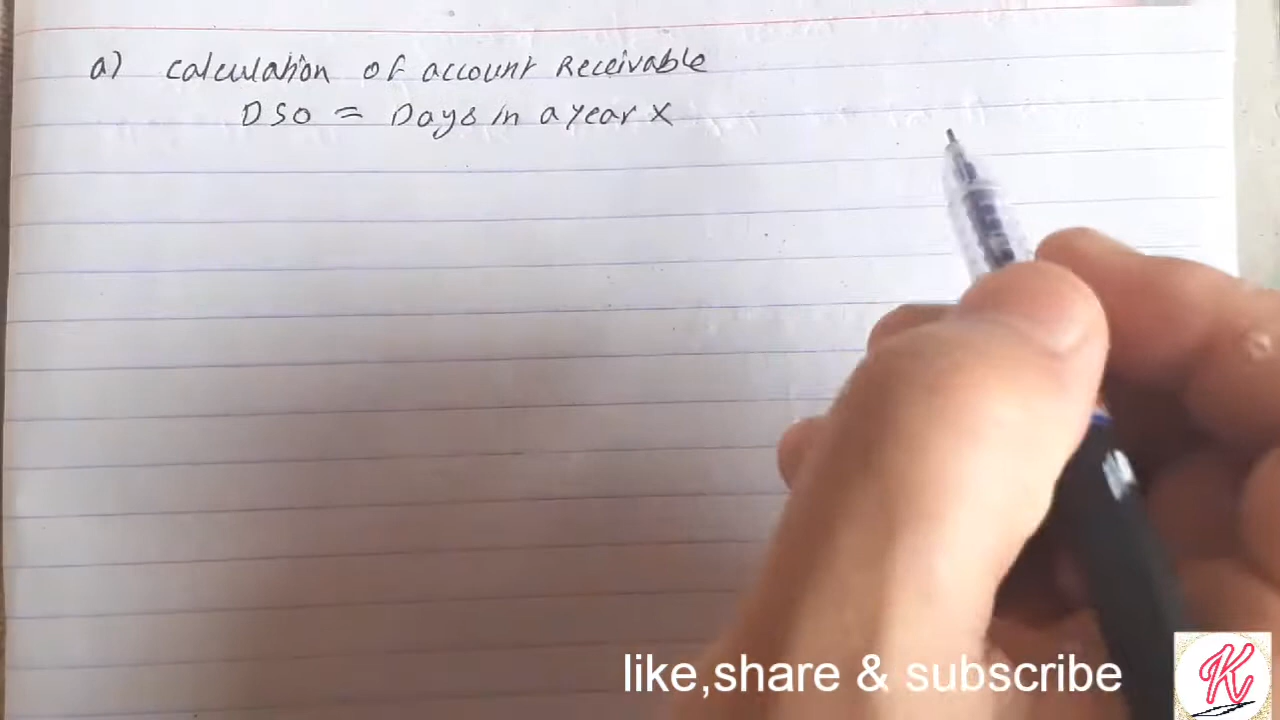 a) Calculation of account Receivable
DSO = Days in a year X
like,share & subscribe
K